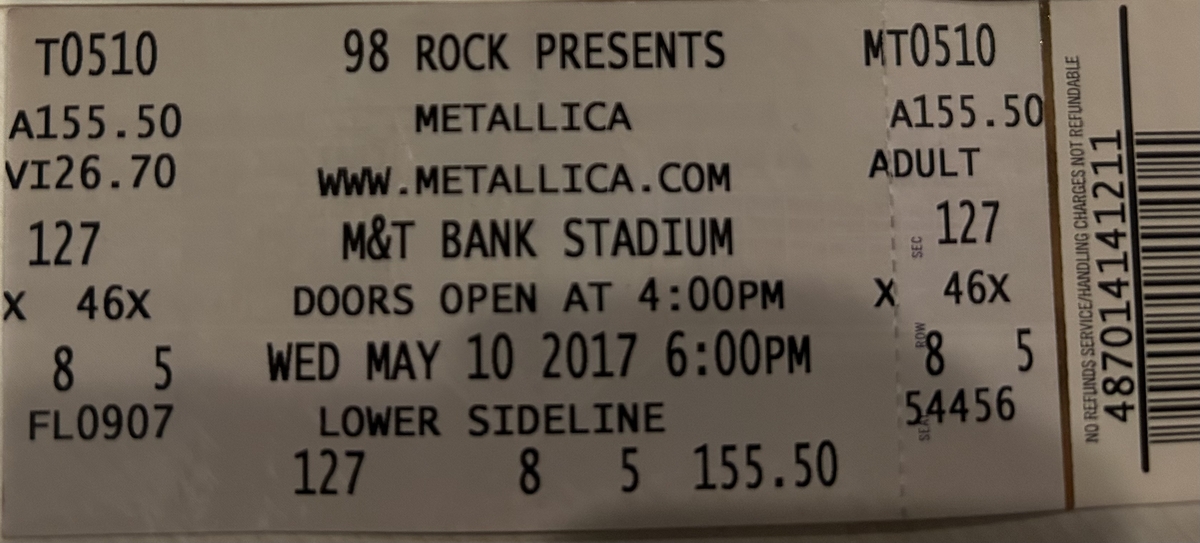 T0510 98 ROCK PRESENTS MT0510
A155.50 METALLICA A155.50
VI26.70 WWW.METALLICA.COM ADULT
127 M&T BANK STADIUM SEC 127
X 46X DOORS OPEN AT 4:00PM X 46X
8 5 WED MAY 10 2017 6:00PM ROW 8 5
FL0907 LOWER SIDELINE SEAT 54456
127 8 5 155.50
NO REFUNDS SERVICE/HANDLING CHARGES NOT REFUNDABLE
487014141211